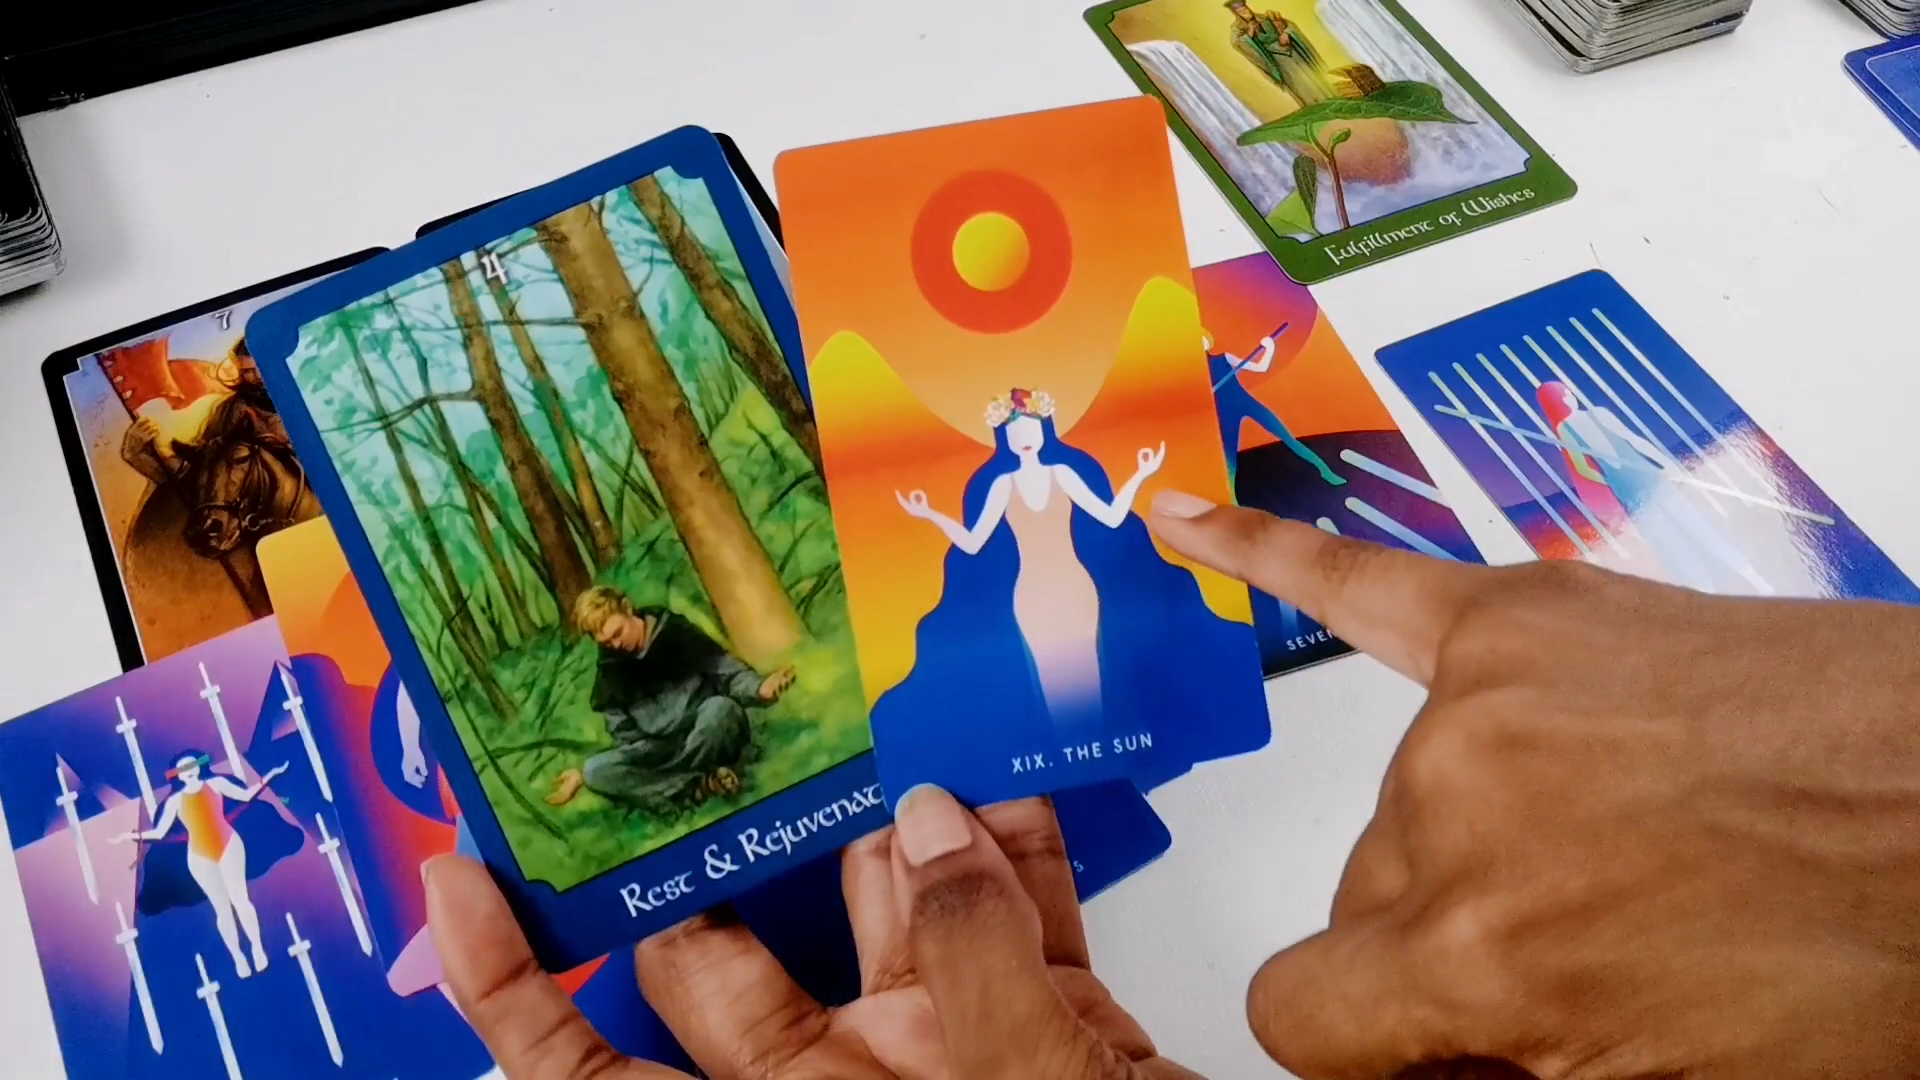 Fulfillment of Wishes
7
4
XIX. THE SUN
Rest & Rejuvenat
SEVEN
S